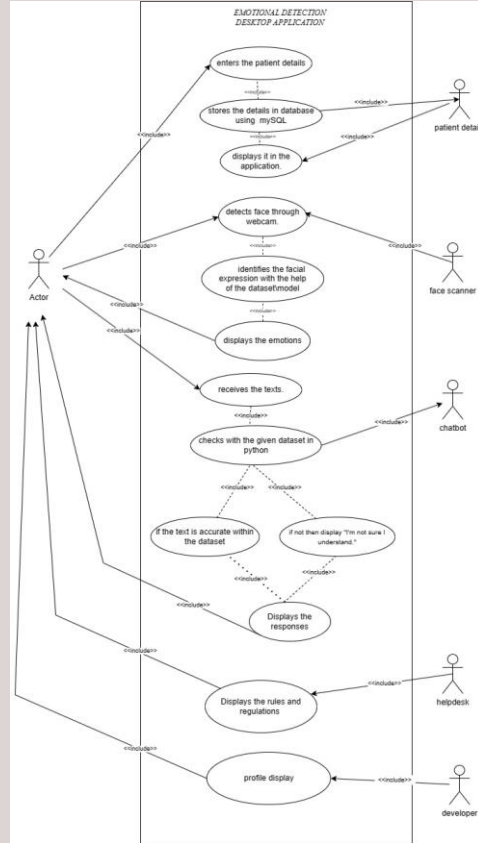 EMOTIONAL DETECTION
DESKTOP APPLICATION
enters the patient details
<<include>>
stores the details in database
using mySQL
<<include>>
<<include>>
<<include>>
displays it in the
application.
<<include>>
patient detail
<<include>>
detects face through
webcam.
<<include>>
<<include>>
<<include>>
identifies the facial
expression with the help
of the dataset\model
<<include>>
displays the emotions
Actor
face scanner
<<include>>
<<include>>
receives the texts.
<<include>>
checks with the given dataset in
python
<<include>>
chatbot
<<include>>
<<include>>
if the text is accurate within
the dataset
if not then display "I'm not sure I
understand."
<<include>>
<<include>>
Displays the
responses
<<include>>
<<include>>
Displays the rules and
regulations
<<include>>
helpdesk
<<include>>
profile display
<<include>>
developer